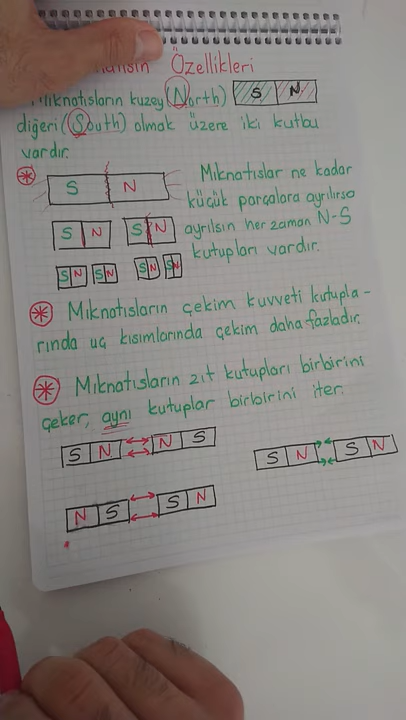 Özellikleri
Mıknatısların kuzey (North) S N
diğeri (South) olmak üzere iki kutbu
vardır.
Mıknatıslar ne kadar
S N küçük parçalara ayrılırsa
S N S N ayrılsın her zaman N-S
kutupları vardır.
S N S N S N S N
Mıknatısların çekim kuvveti kutupla-
rında uç kısımlarında çekim daha fazladır.
Mıknatısların zıt kutupları birbirini
çeker, aynı kutuplar birbirini iter.
S N N S S N S N
N S S N